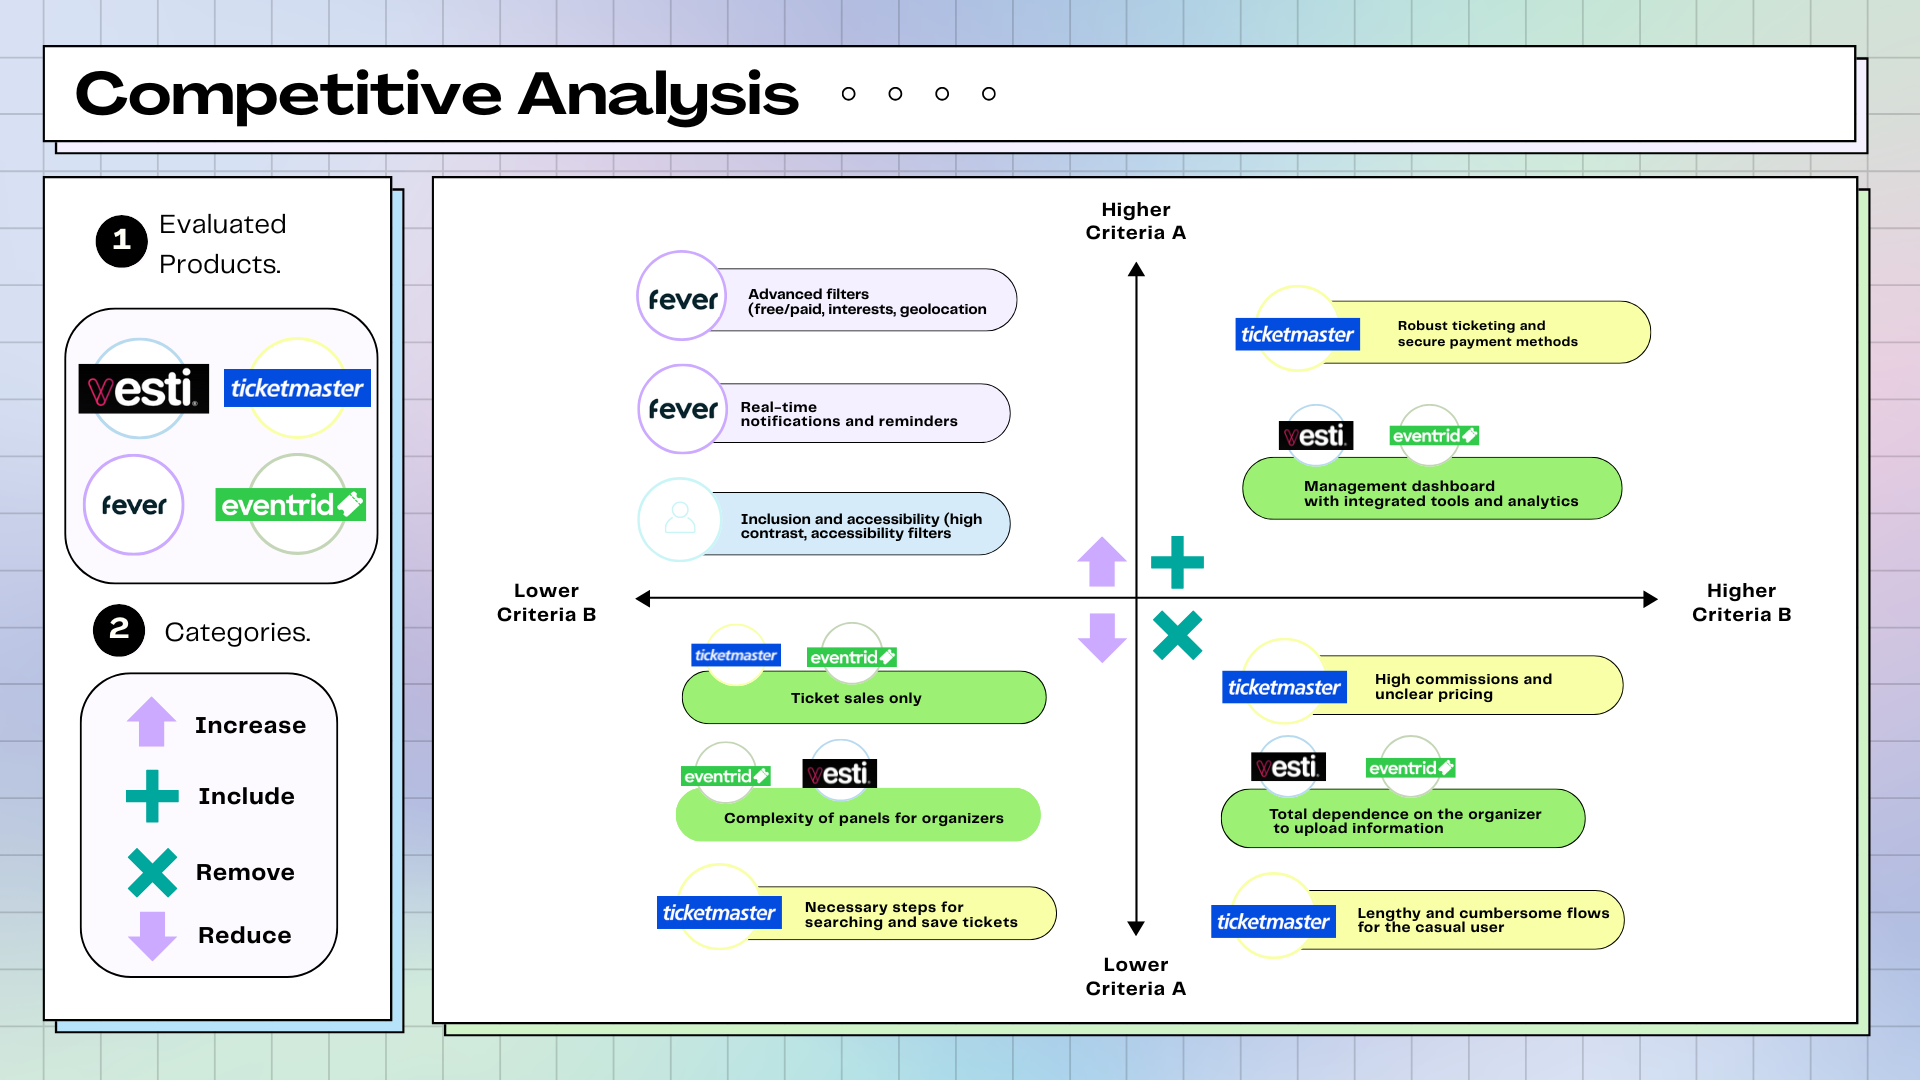 Competitive Analysis
1
Evaluated
Products.
vesti
ticketmaster
fever
eventrid
2
Categories.
Increase
Include
Remove
Reduce
Higher
Criteria A
fever
Advanced filters
(free/paid, interests, geolocation
fever
Real-time
notifications and reminders
Inclusion and accessibility (high
contrast, accessibility filters
ticketmaster
Robust ticketing and
secure payment methods
vesti
eventrid
Management dashboard
with integrated tools and analytics
Lower
Criteria B
Higher
Criteria B
ticketmaster
eventrid
Ticket sales only
eventrid
vesti
Complexity of panels for organizers
ticketmaster
Necessary steps for
searching and save tickets
ticketmaster
High commissions and
unclear pricing
vesti
eventrid
Total dependence on the organizer
to upload information
ticketmaster
Lengthy and cumbersome flows
for the casual user
Lower
Criteria A